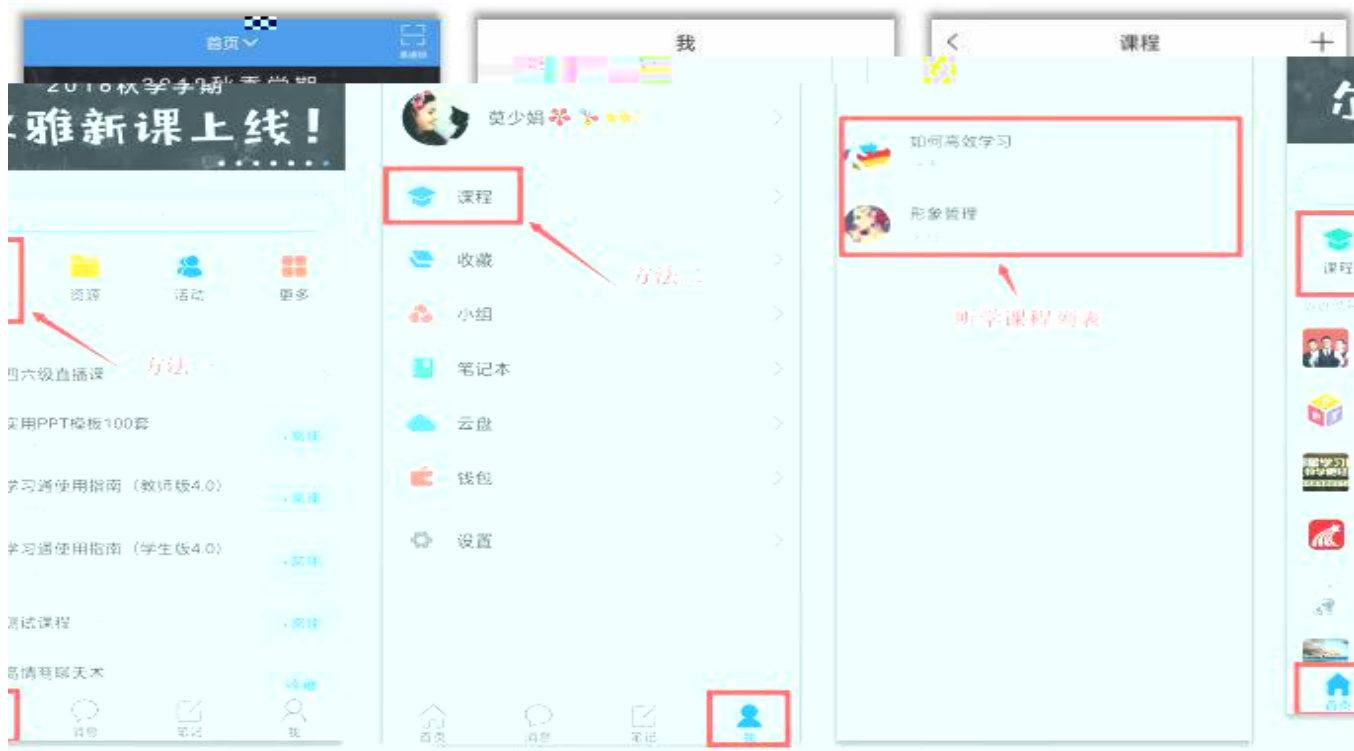 首页
2018秋季学期
雅新课上线！
资源
活动
更多
方法一
四六级直播课
实用PPT模板100套
学习通使用指南（教师版4.0）
学习通使用指南（学生版4.0）
测试课程
高情商聊天术
消息
笔记
我
我
莫少娟
课程
收藏
方法二
小组
笔记本
云盘
钱包
设置
首页
消息
笔记
我
课程
如何高效学习
形象管理
所学课程列表
课程
首页